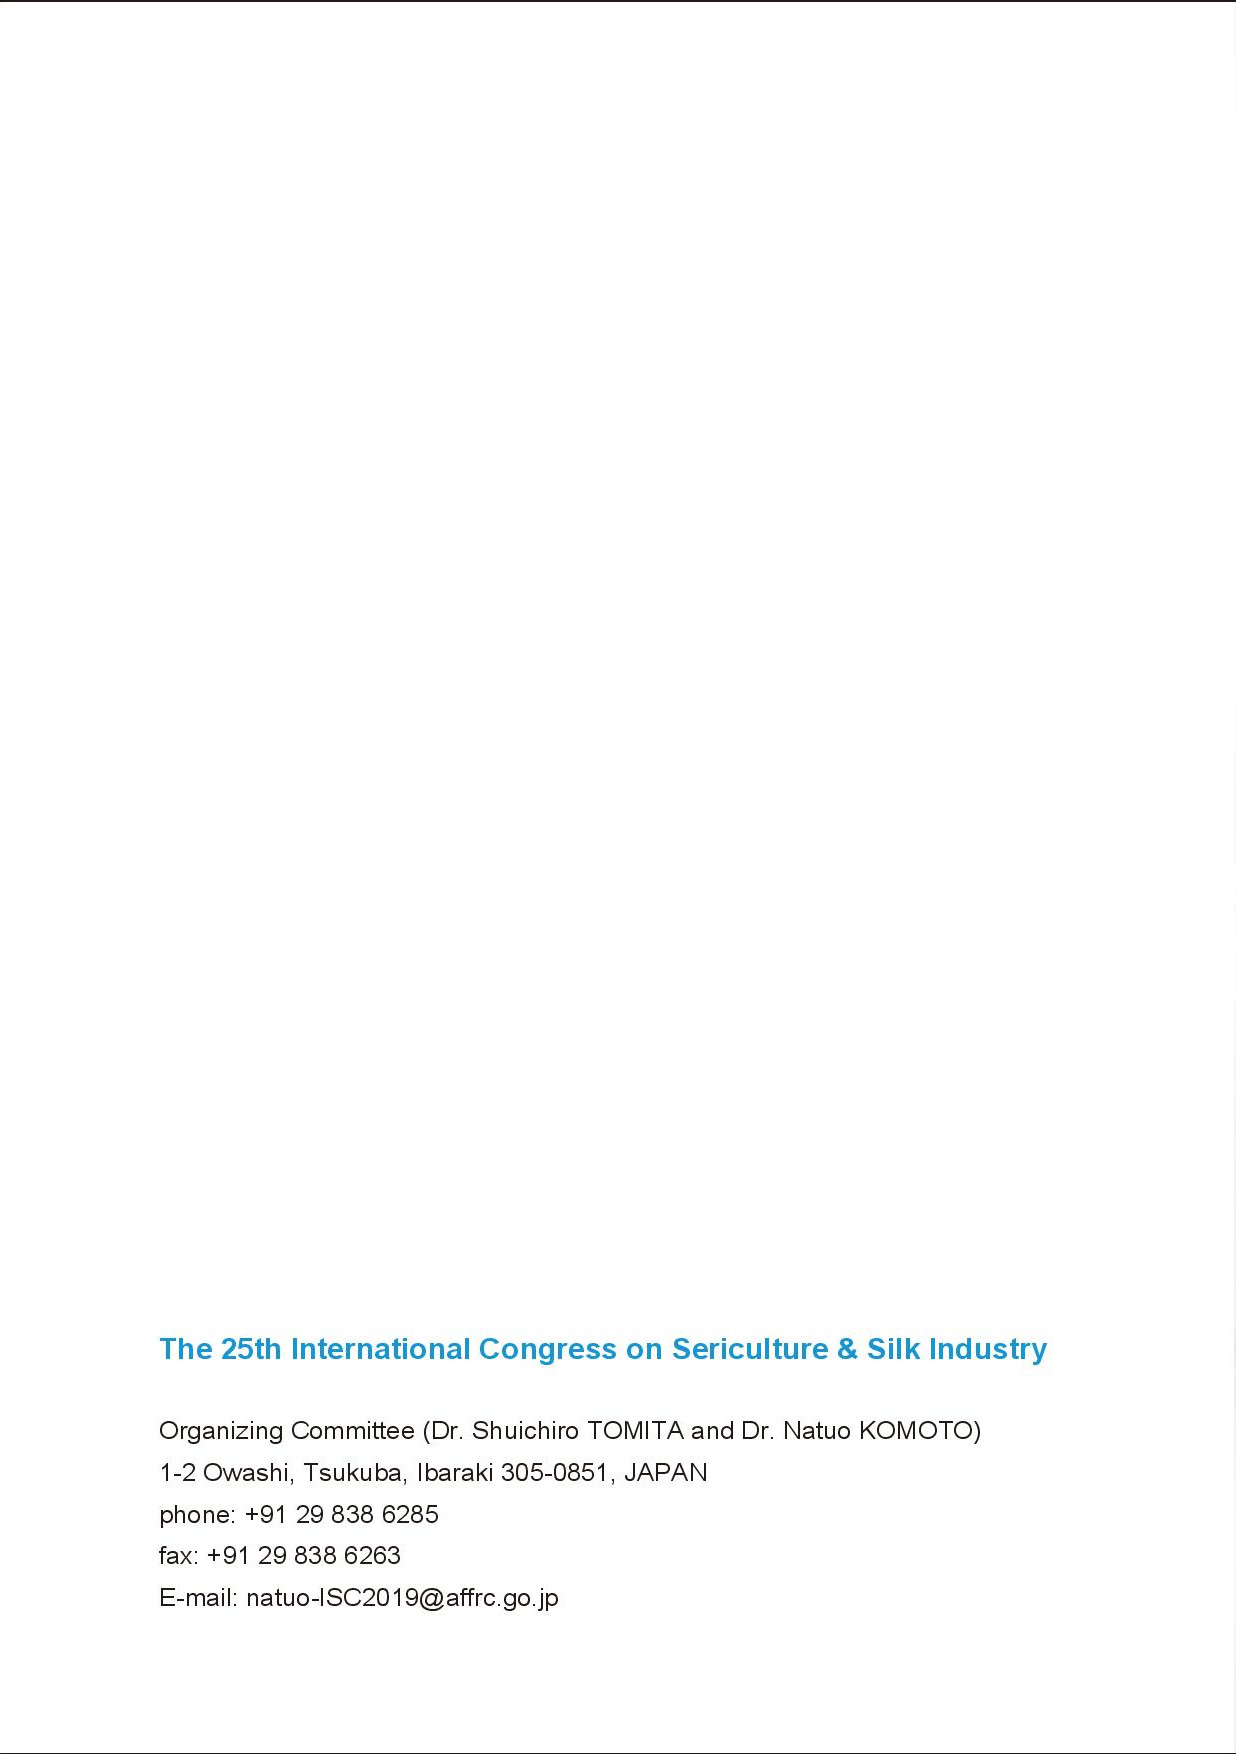 The 25th International Congress on Sericulture & Silk Industry
Organizing Committee (Dr. Shuichiro TOMITA and Dr. Natuo KOMOTO)
1-2 Owashi, Tsukuba, Ibaraki 305-0851, JAPAN
phone: +91 29 838 6285
fax: +91 29 838 6263
E-mail: natuo-ISC2019@affrc.go.jp